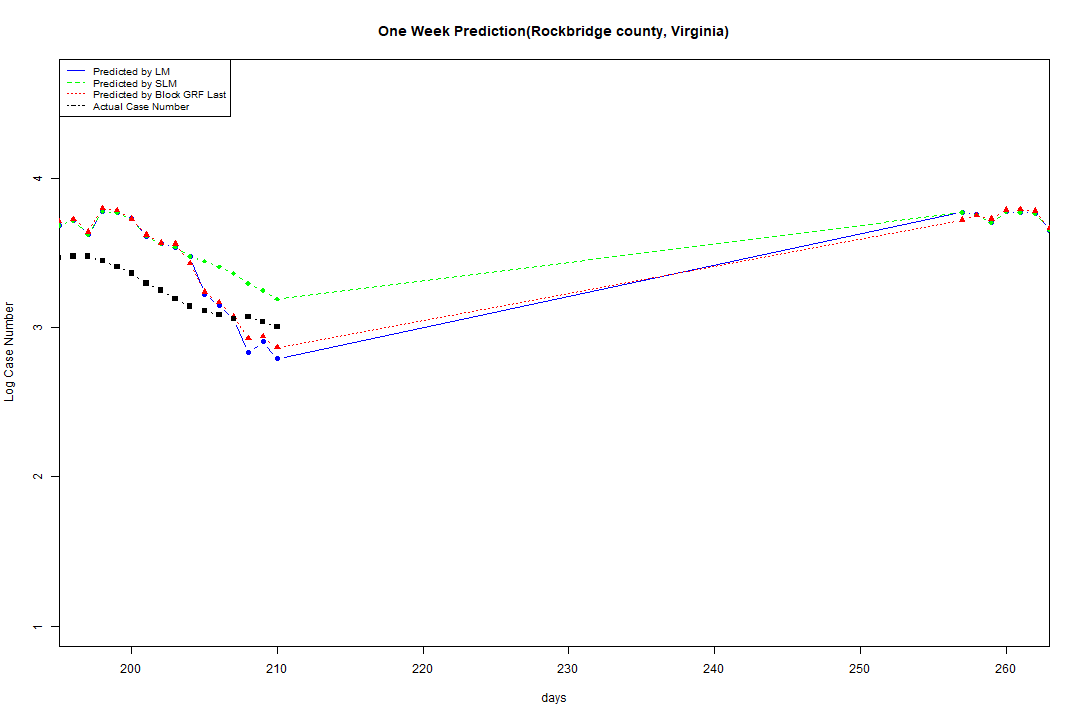 One Week Prediction(Rockbridge county, Virginia)
Predicted by LM
Predicted by SLM
Predicted by Block GRF Last
Actual Case Number
Log Case Number
4
3
2
1
200 210 220 230 240 250 260
days